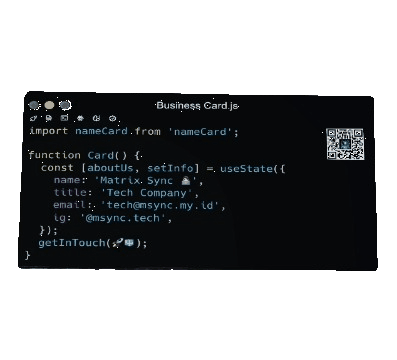 Business Card.js
import nameCard from 'nameCard';
function Card() {
const [aboutUs, setInfo] = useState({
name: 'Matrix Sync',
title: 'Tech Company',
email: 'tech@msync.my.id',
ig: '@msync.tech',
});
getInTouch();
}